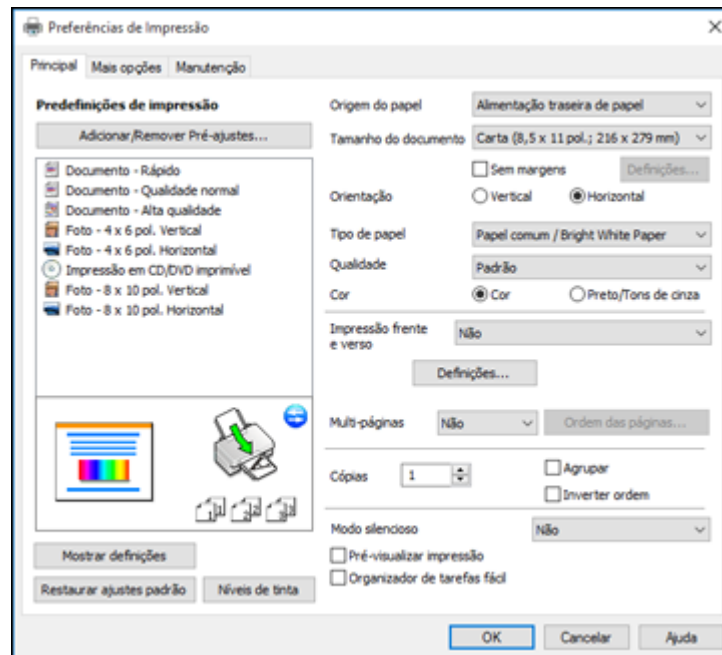 Preferências de Impressão
Principal
Mais opções
Manutenção
Predefinições de impressão
Adicionar/Remover Pré-ajustes...
Documento - Rápido
Documento - Qualidade normal
Documento - Alta qualidade
Foto - 4 x 6 pol. Vertical
Foto - 4 x 6 pol. Horizontal
Impressão em CD/DVD imprimível
Foto - 8 x 10 pol. Vertical
Foto - 8 x 10 pol. Horizontal
Mostrar definições
Restaurar ajustes padrão
Níveis de tinta
Origem do papel
Alimentação traseira de papel
Tamanho do documento
Carta (8,5 x 11 pol.; 216 x 279 mm)
Sem margens
Definições...
Orientação
Vertical
Horizontal
Tipo de papel
Papel comum / Bright White Paper
Qualidade
Padrão
Cor
Cor
Preto/Tons de cinza
Impressão frente
e verso
Não
Definições...
Multi-páginas
Não
Ordem das páginas...
Cópias
1
Agrupar
Inverter ordem
Modo silencioso
Não
Pré-visualizar impressão
Organizador de tarefas fácil
OK
Cancelar
Ajuda